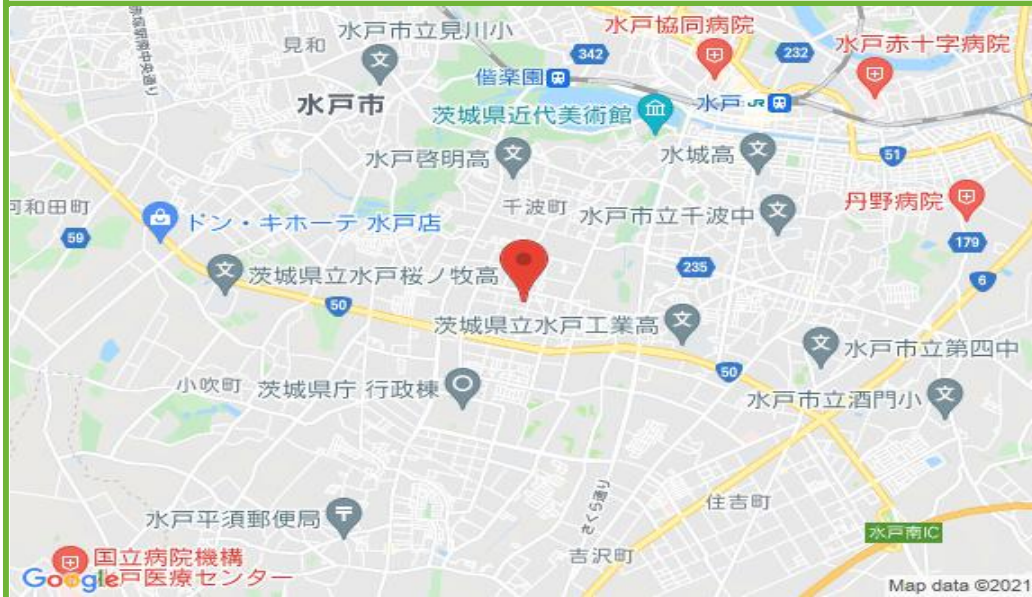 水戸市立見川小
水戸協同病院
見和
342
232
水戸赤十字病院
偕楽園
水戸市
水戸 JR
茨城県近代美術館
水戸啓明高
水城高
51
河和田町
千波町
丹野病院
ドン・キホーテ 水戸店
水戸市立千波中
59
179
茨城県立水戸桜ノ牧高
235
6
50
茨城県立水戸工業高
水戸市立第四中
小吹町
茨城県庁 行政棟
50
水戸市立酒門小
住吉町
さくら通り
水戸平須郵便局
水戸南IC
吉沢町
国立病院機構
戸医療センター
Google
Map data ©2021